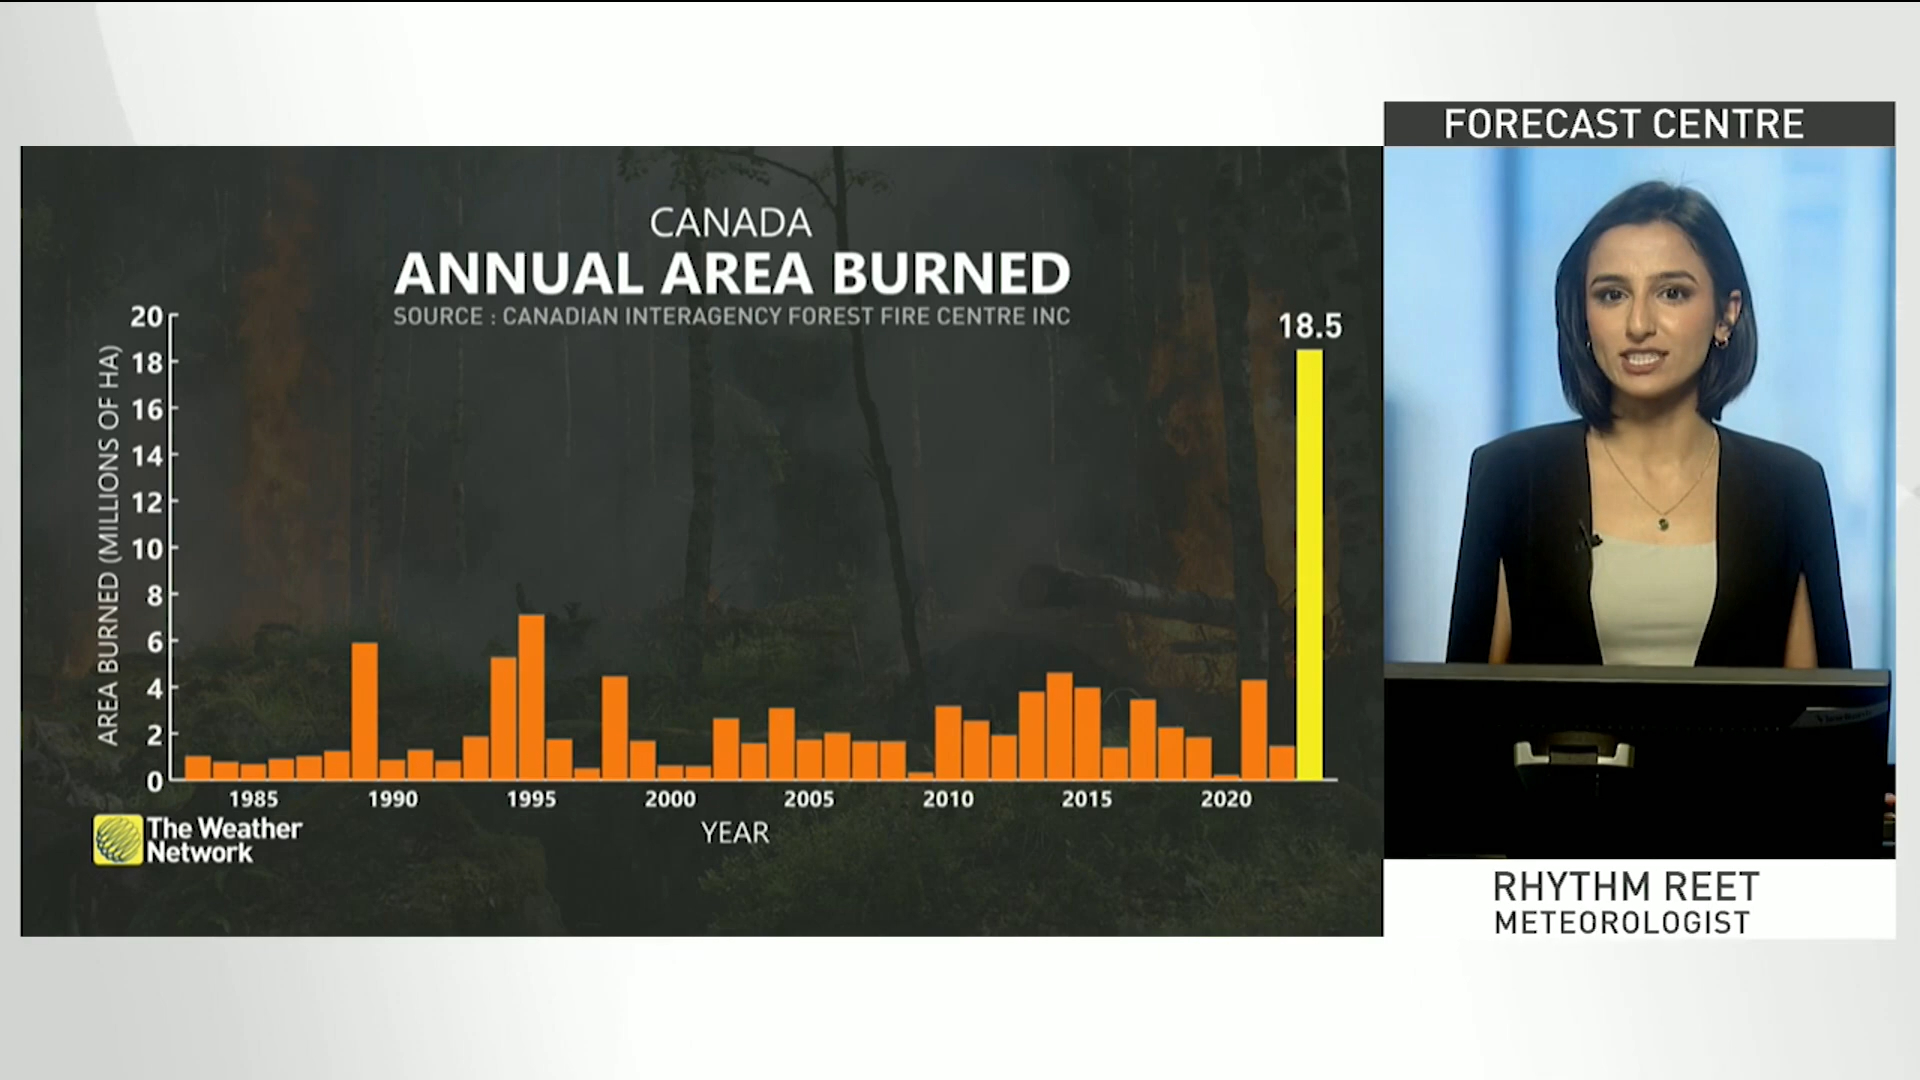 FORECAST CENTRE
CANADA
ANNUAL AREA BURNED
SOURCE : CANADIAN INTERAGENCY FOREST FIRE CENTRE INC
AREA BURNED (MILLIONS OF HA)
20
18
16
14
12
10
8
6
4
2
0
18.5
1985
1990
1995
2000
2005
2010
2015
2020
YEAR
The Weather
Network
RHYTHM REET
METEOROLOGIST